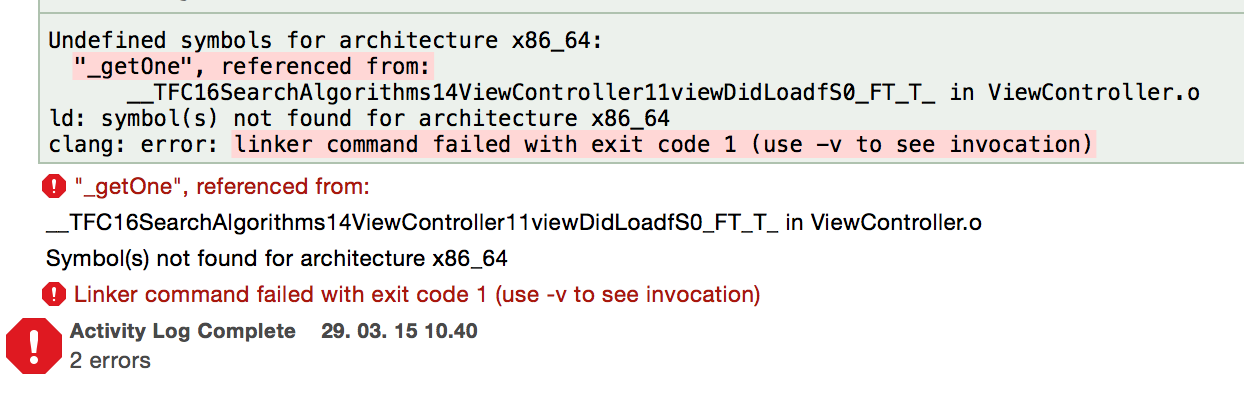 Undefined symbols for architecture x86_64:
"_getOne", referenced from:
__TFC16SearchAlgorithms14ViewController11viewDidLoadfS0_FT_T_ in ViewController.o
ld: symbol(s) not found for architecture x86_64
clang: error: linker command failed with exit code 1 (use -v to see invocation)
"_getOne", referenced from:
__TFC16SearchAlgorithms14ViewController11viewDidLoadfS0_FT_T_ in ViewController.o
Symbol(s) not found for architecture x86_64
Linker command failed with exit code 1 (use -v to see invocation)
Activity Log Complete 29. 03. 15 10.40
2 errors